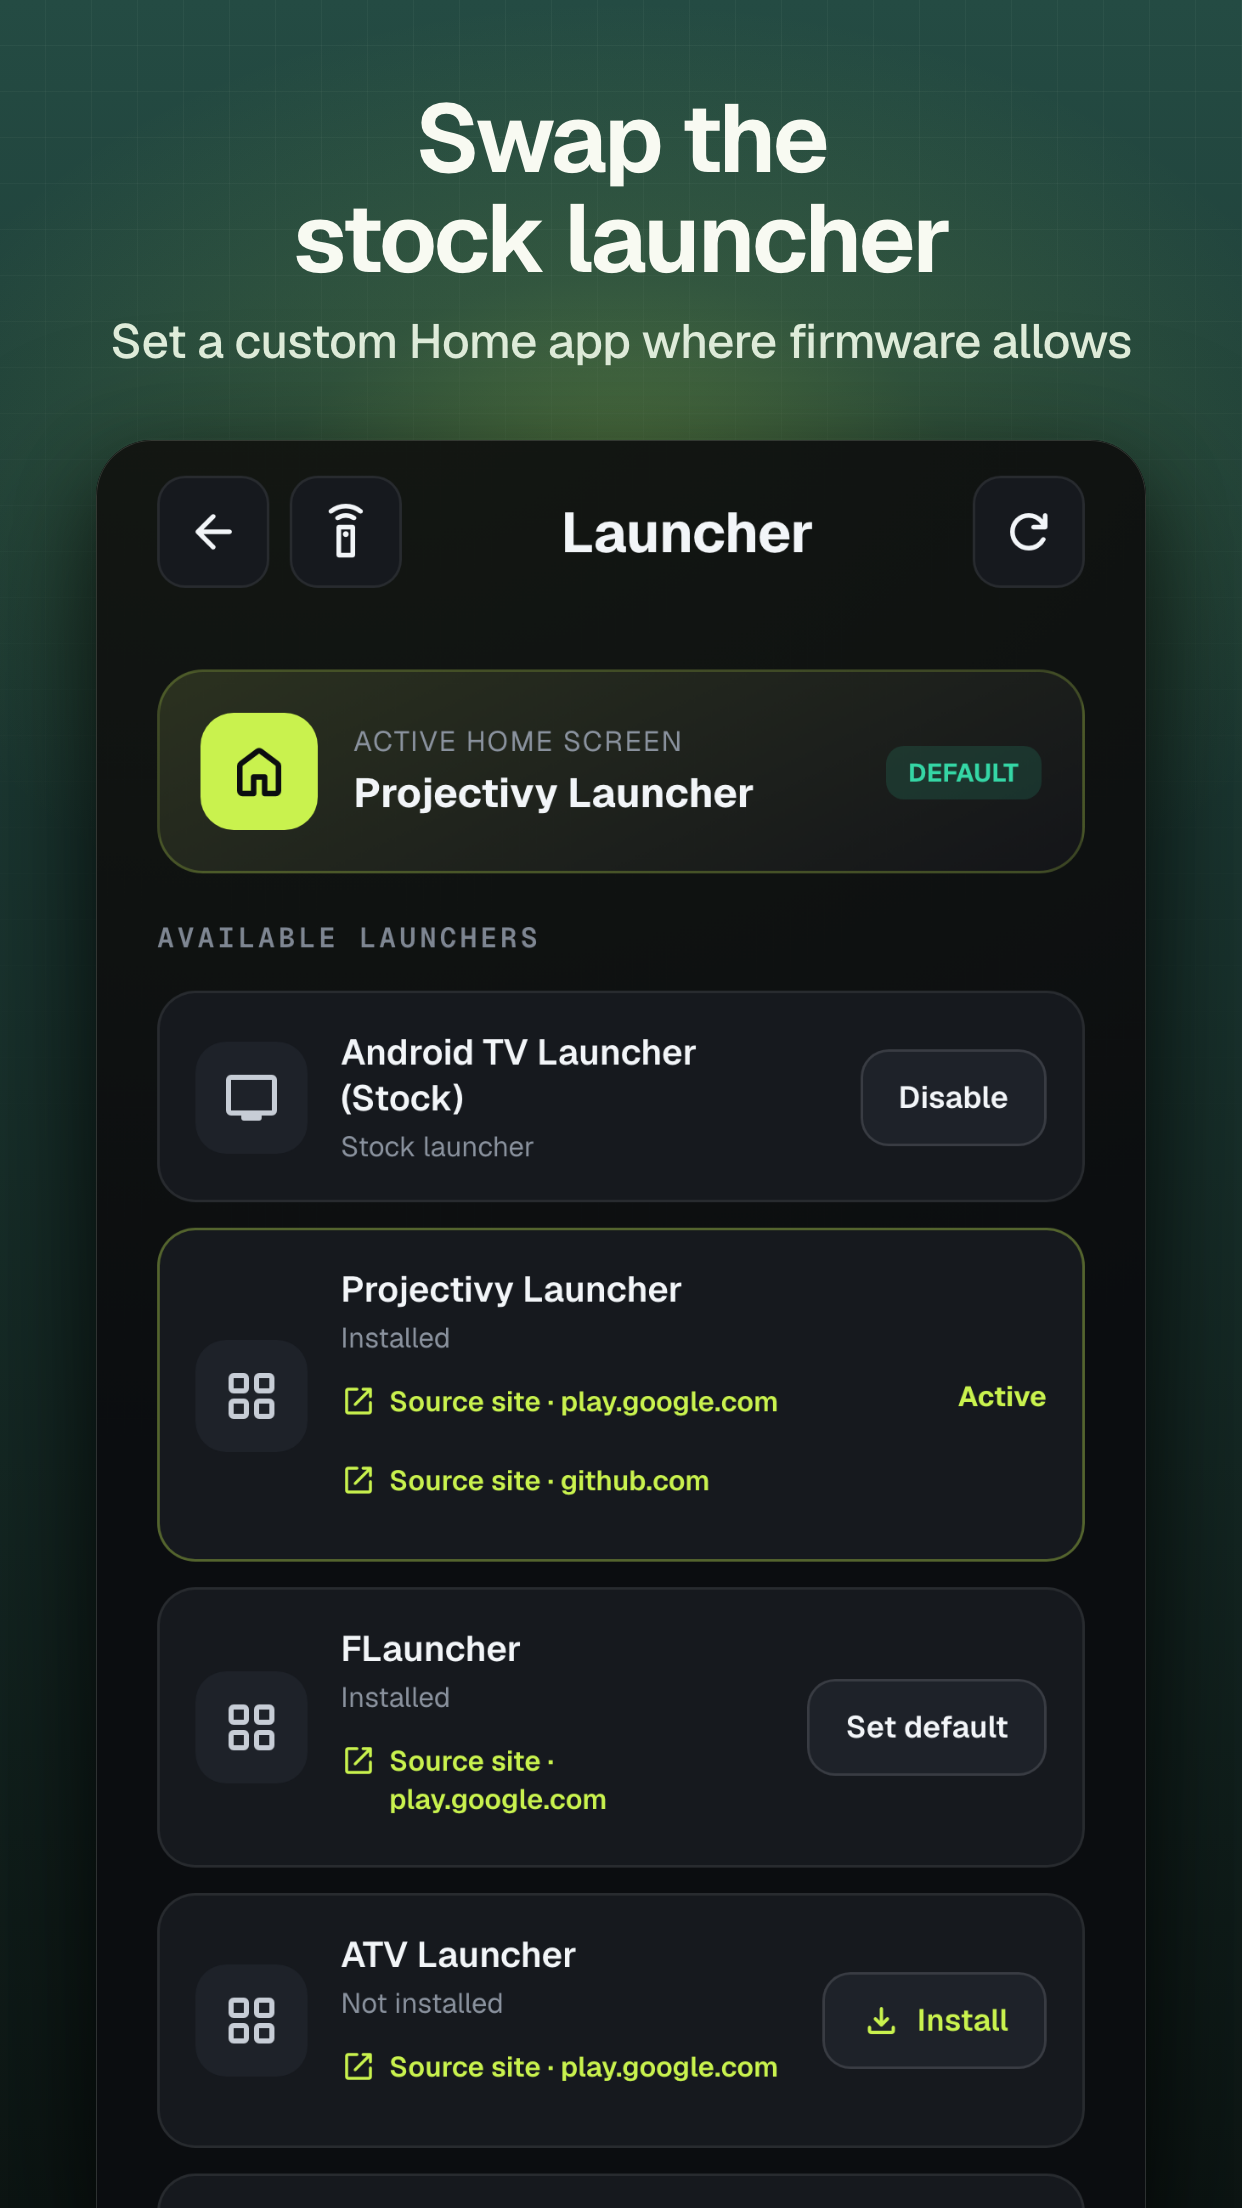 Swap the
stock launcher
Set a custom Home app where firmware allows
Launcher
ACTIVE HOME SCREEN
Projectivy Launcher
DEFAULT
AVAILABLE LAUNCHERS
Android TV Launcher
(Stock)
Stock launcher
Disable
Projectivy Launcher
Installed
Source site · play.google.com
Active
Source site · github.com
FLauncher
Installed
Set default
Source site ·
play.google.com
ATV Launcher
Not installed
Install
Source site · play.google.com